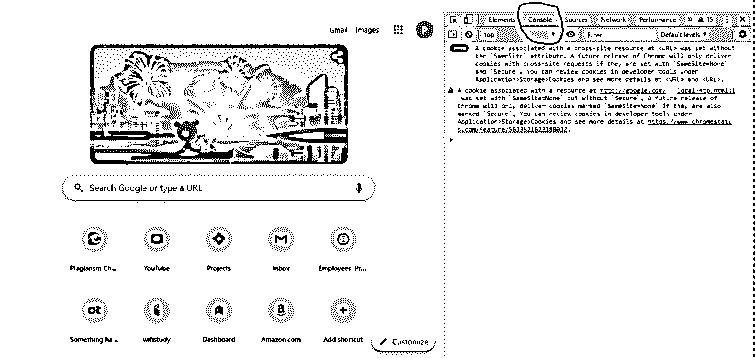 Gmail Images
Search Google or type a URL
Plagiarism Ch...
YouTube
Projects
Inbox
Employees: Pr...
Something ha...
Dashboard
Amazon.com
Add shortcut
Customize
Elements Console Sources Network Performance » 15
top Filter Default levels
A cookie associated with a cross-site resource at <URL> was set without
the `SameSite` attribute. A future release of Chrome will only deliver
cookies with cross-site requests if they are set with `SameSite=None`
and `Secure`. You can review cookies in developer tools under
Application>Storage>Cookies and see more details at <URL> and <URL>.
A cookie associated with a resource at http://google.com/
was set with `SameSite=None` but without `Secure`. A future release of
Chrome will only deliver cookies marked `SameSite=None` if they are also
marked `Secure`. You can review cookies in developer tools under
Application>Storage>Cookies and see more details at https://www.chromestat